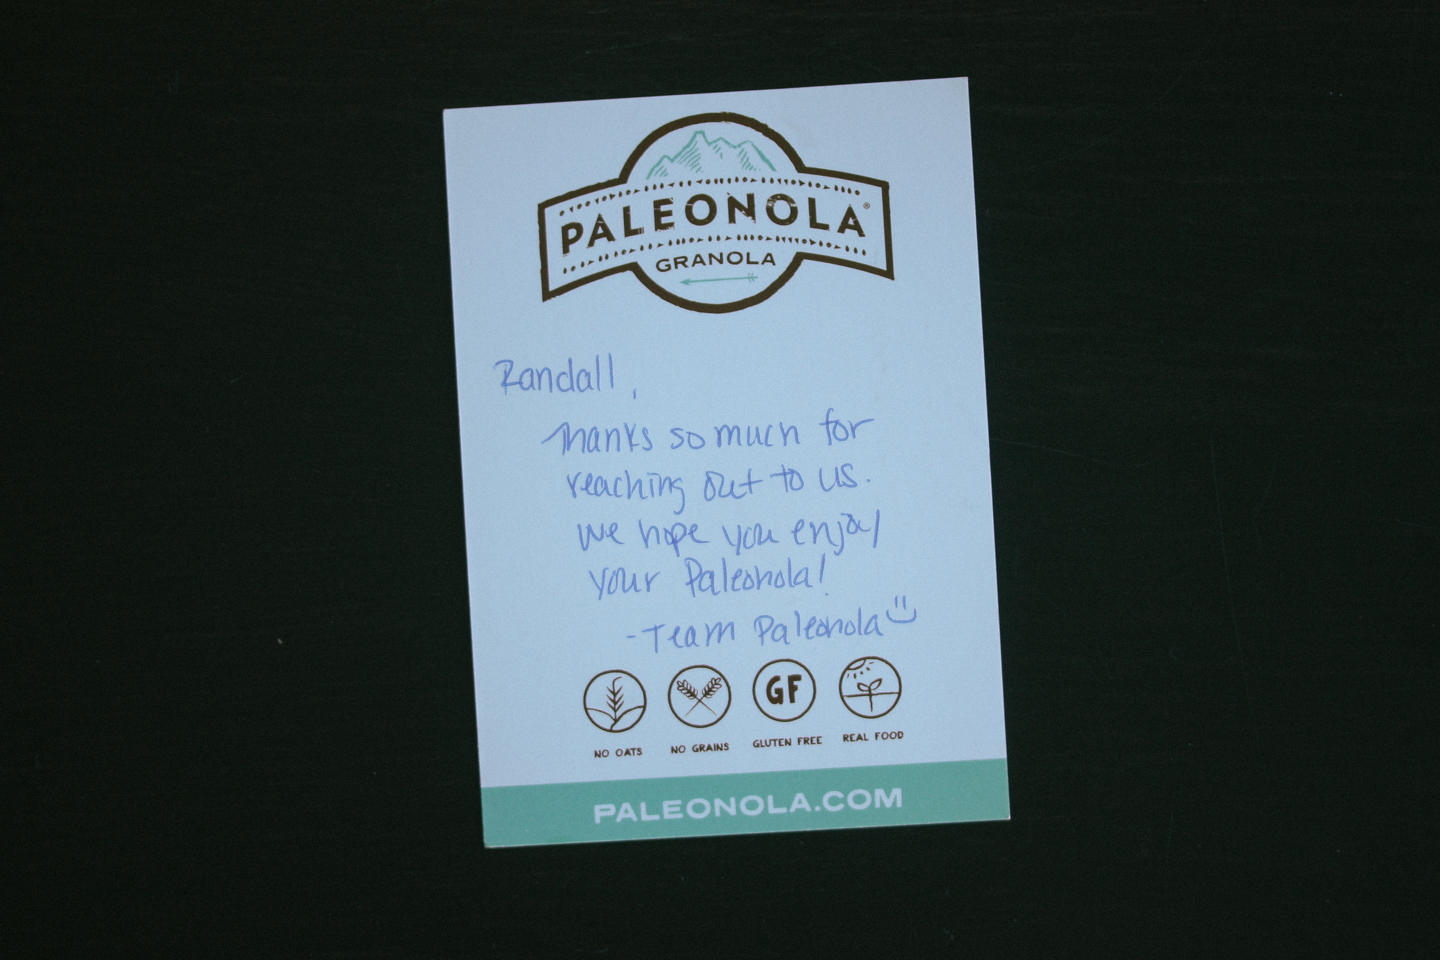 PALEONOLA®
GRANOLA
Randall,
Thanks so much for
reaching out to us.
We hope you enjoy
your Paleonola!
-Team Paleonola
GF
NO OATS NO GRAINS GLUTEN FREE REAL FOOD
PALEONOLA.COM